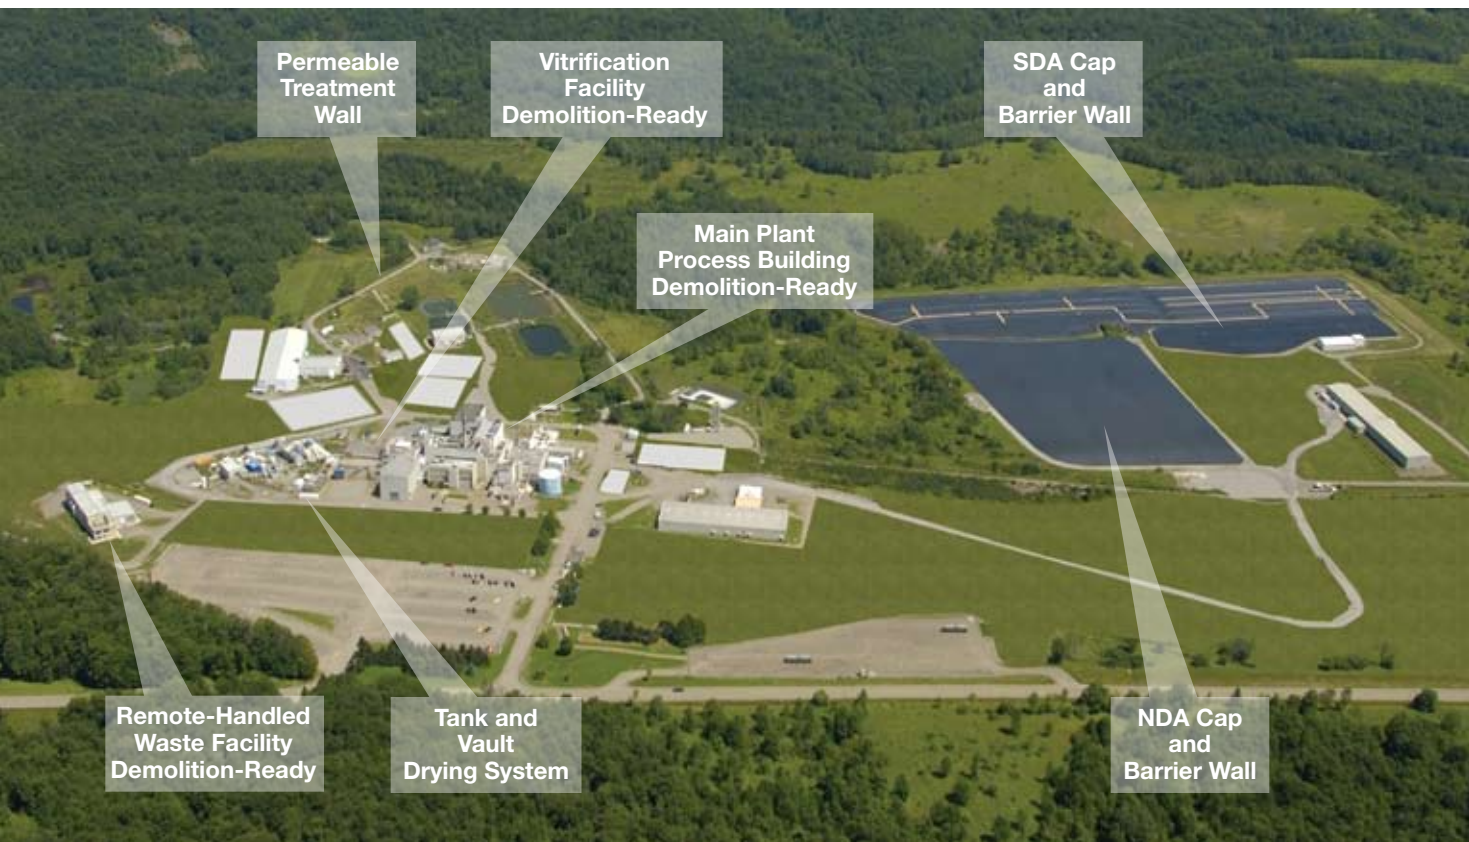 Permeable
Treatment
Wall
Vitrification
Facility
Demolition-Ready
SDA Cap
and
Barrier Wall
Main Plant
Process Building
Demolition-Ready
Remote-Handled
Waste Facility
Demolition-Ready
Tank and
Vault
Drying System
NDA Cap
and
Barrier Wall